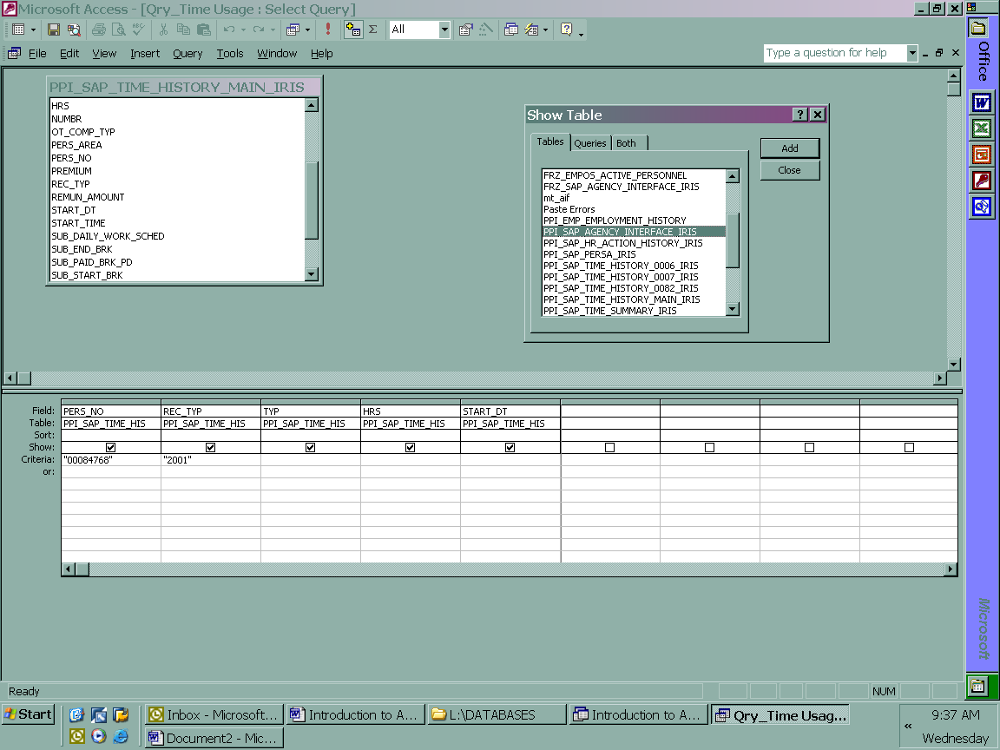 Microsoft Access - [Qry_Time Usage : Select Query]
All
File Edit View Insert Query Tools Window Help
Type a question for help
Office
PPI_SAP_TIME_HISTORY_MAIN_IRIS
HRS
NUMBR
OT_COMP_TYP
PERS_AREA
PERS_NO
PREMIUM
REC_TYP
REMUN_AMOUNT
START_DT
START_TIME
SUB_DAILY_WORK_SCHED
SUB_END_BRK
SUB_PAID_BRK_PD
SUB_START_BRK
Show Table
Tables Queries Both
Add
Close
FRZ_EMPOS_ACTIVE_PERSONNEL
FRZ_SAP_AGENCY_INTERFACE_IRIS
mt_aif
Paste Errors
PPI_EMP_EMPLOYMENT_HISTORY
PPI_SAP_AGENCY_INTERFACE_IRIS
PPI_SAP_HR_ACTION_HISTORY_IRIS
PPI_SAP_PERSA_IRIS
PPI_SAP_TIME_HISTORY_0006_IRIS
PPI_SAP_TIME_HISTORY_0007_IRIS
PPI_SAP_TIME_HISTORY_0082_IRIS
PPI_SAP_TIME_HISTORY_MAIN_IRIS
PPI_SAP_TIME_SUMMARY_IRIS
Field: PERS_NO REC_TYP TYP HRS START_DT
Table: PPI_SAP_TIME_HIS PPI_SAP_TIME_HIS PPI_SAP_TIME_HIS PPI_SAP_TIME_HIS PPI_SAP_TIME_HIS
Sort:
Show:
Criteria: "00084768" "2001"
or:
Microsoft
Ready
NUM
Start
Inbox - Microsoft... Introduction to A... L:\DATABASES Introduction to A... Qry_Time Usag...
9:37 AM
Document2 - Mic...
Wednesday